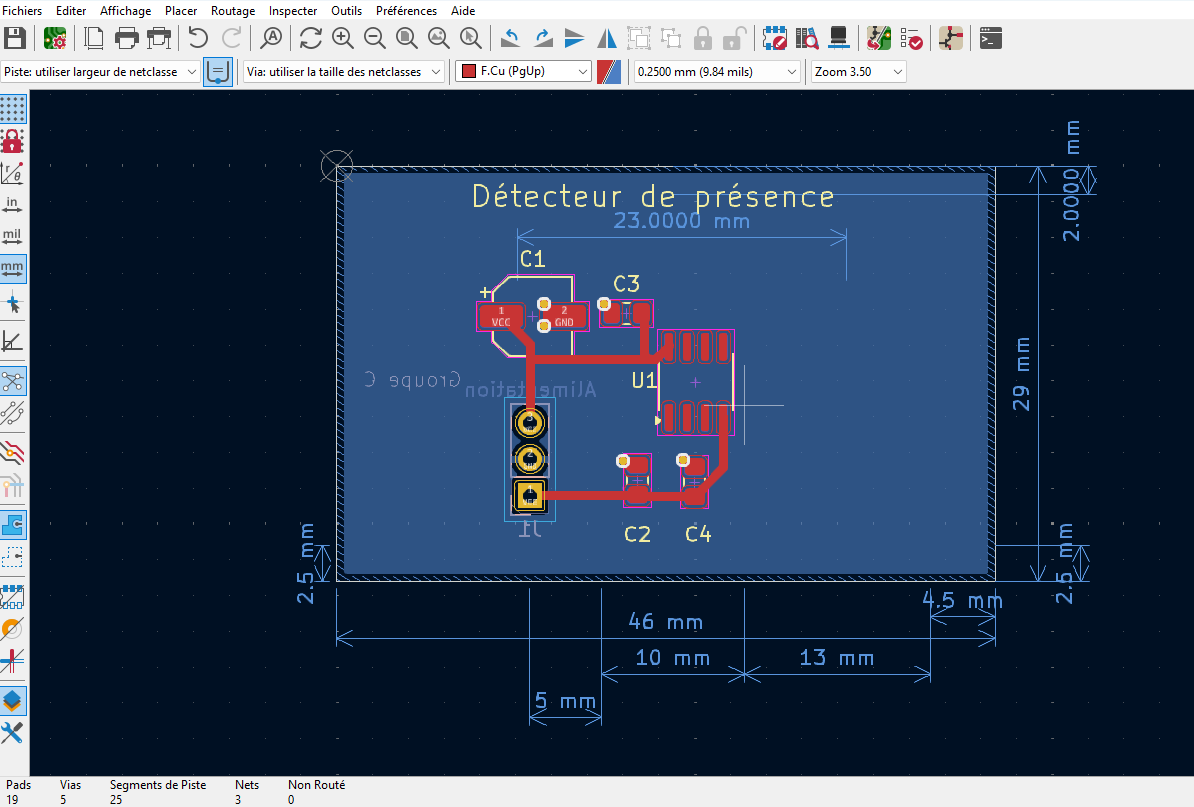 Fichiers Editer Affichage Placer Routage Inspecter Outils Préférences Aide
Piste: utiliser largeur de netclasse Via: utiliser la taille des netclasses F.Cu (PgUp) 0.2500 mm (9.84 mils) Zoom 3.50
in
mil
mm
Détecteur de présence
23.0000 mm
2.0000 mm
C1
+
C3
1
VCC
2
GND
U1
29 mm
Groupe C
Alimentation
3
2
GND
1
J1
C2 C4
2.5 mm
2.5 mm
4.5 mm
46 mm
10 mm 13 mm
5 mm
Pads Vias Segments de Piste Nets Non Routé
19 5 25 3 0